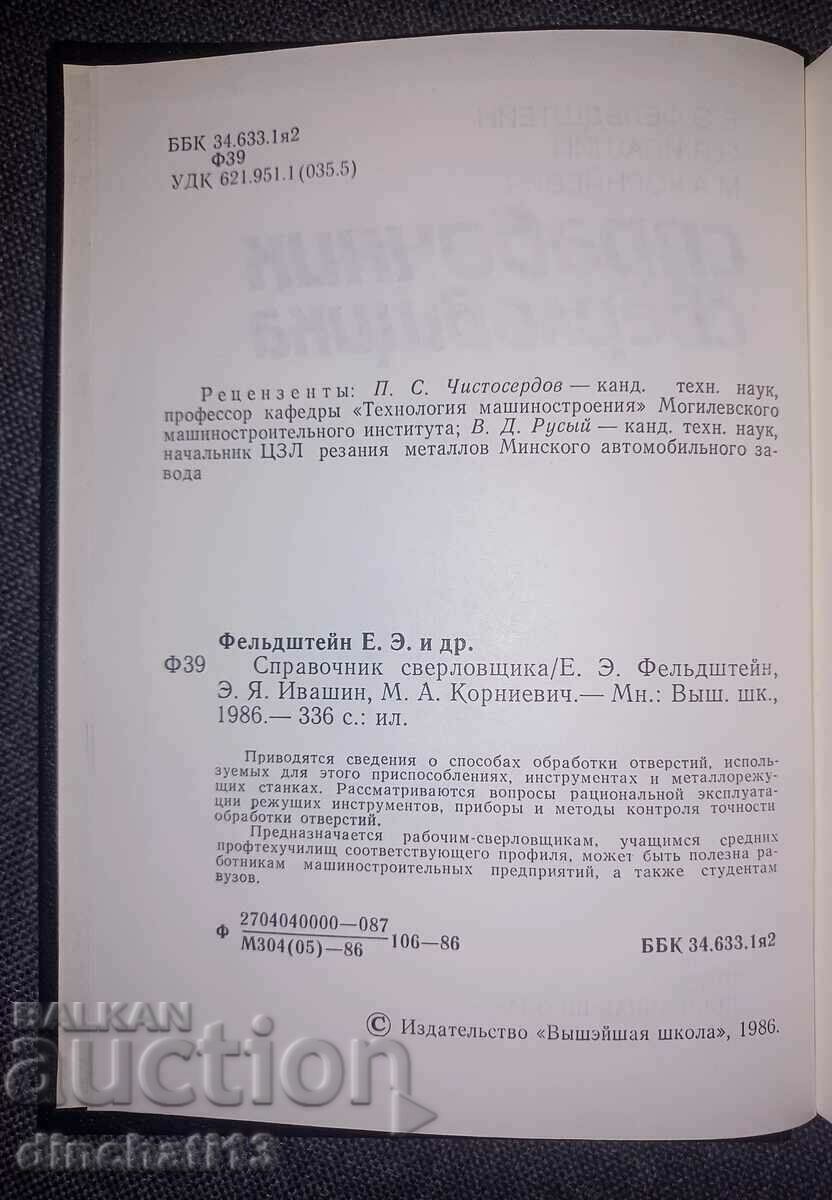 ББК 34.633.1я2
Ф39
УДК 621.951.1(035.5)
Рецензенты: П. С. Чистосердов — канд. техн. наук,
профессор кафедры «Технология машиностроения» Могилевского
машиностроительного института; В. Д. Русый — канд. техн. наук,
начальник ЦЗЛ резания металлов Минского автомобильного за-
вода
Фельдштейн Е. Э. и др.
Ф39 Справочник сверловщика/Е. Э. Фельдштейн,
Э. Я. Ивашин, М. А. Корниевич.— Мн.: Выш. шк.,
1986.— 336 с.: ил.
Приводятся сведения о способах обработки отверстий, исполь-
зуемых для этого приспособлениях, инструментах и металлорежу-
щих станках. Рассматриваются вопросы рациональной эксплуата-
ции режущих инструментов, приборы и методы контроля точности
обработки отверстий.
Предназначается рабочим-сверловщикам, учащимся средних
профтехучилищ соответствующего профиля, может быть полезна ра-
ботникам машиностроительных предприятий, а также студентам
вузов.
Ф 2704040000—087
М304(05)—86 106—86 ББК 34.633.1я2
© Издательство «Вышэйшая школа», 1986.
BALKAN
auction
dinchati13